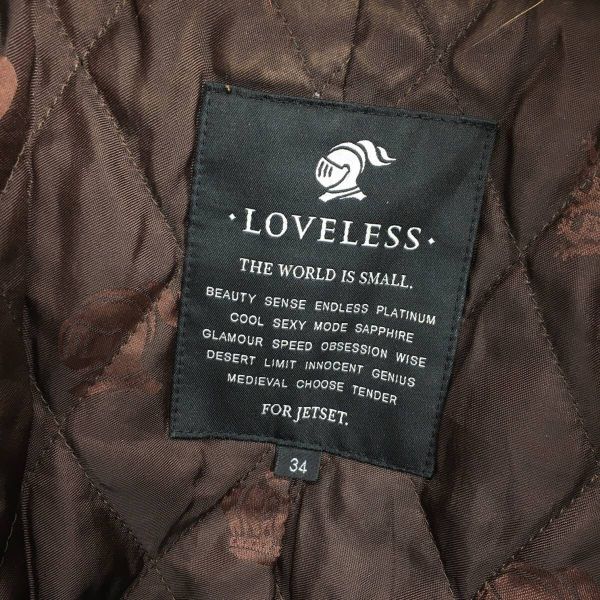 · LOVELESS ·
THE WORLD IS SMALL.
BEAUTY SENSE ENDLESS PLATINUM
COOL SEXY MODE SAPPHIRE
GLAMOUR SPEED OBSESSION WISE
DESERT LIMIT INNOCENT GENIUS
MEDIEVAL CHOOSE TENDER
FOR JETSET.
34